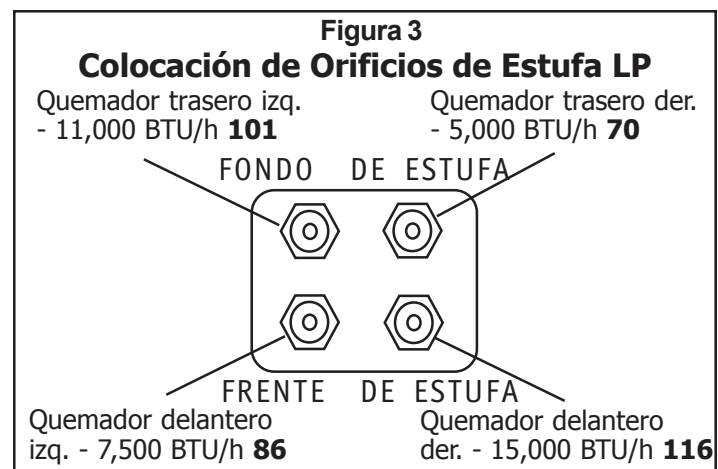 Figura 3
Colocación de Orificios de Estufa LP
Quemador trasero izq.
- 11,000 BTU/h 101
Quemador trasero der.
- 5,000 BTU/h 70
FONDO DE ESTUFA
FRENTE DE ESTUFA
Quemador delantero
izq. - 7,500 BTU/h 86
Quemador delantero
der. - 15,000 BTU/h 116